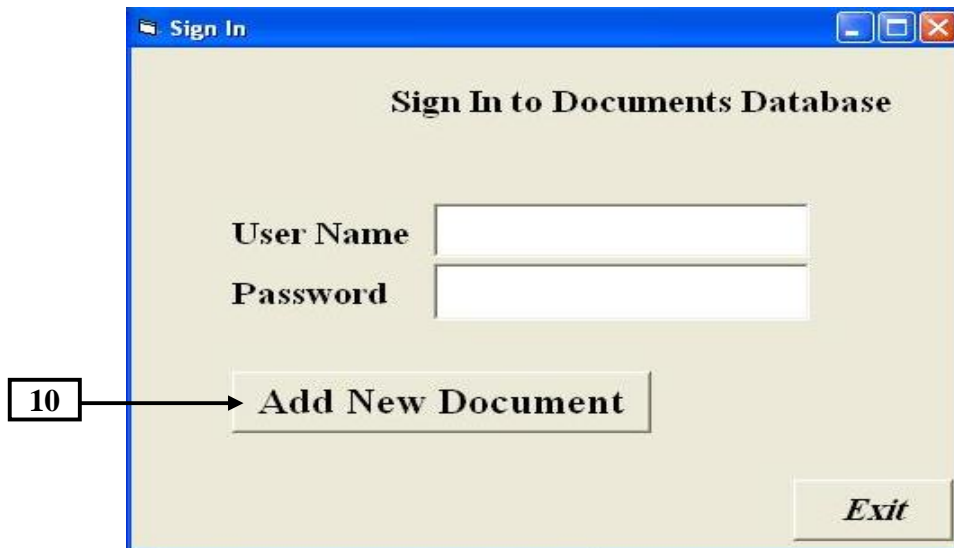 Sign In
Sign In to Documents Database
User Name
Password
10
Add New Document
Exit